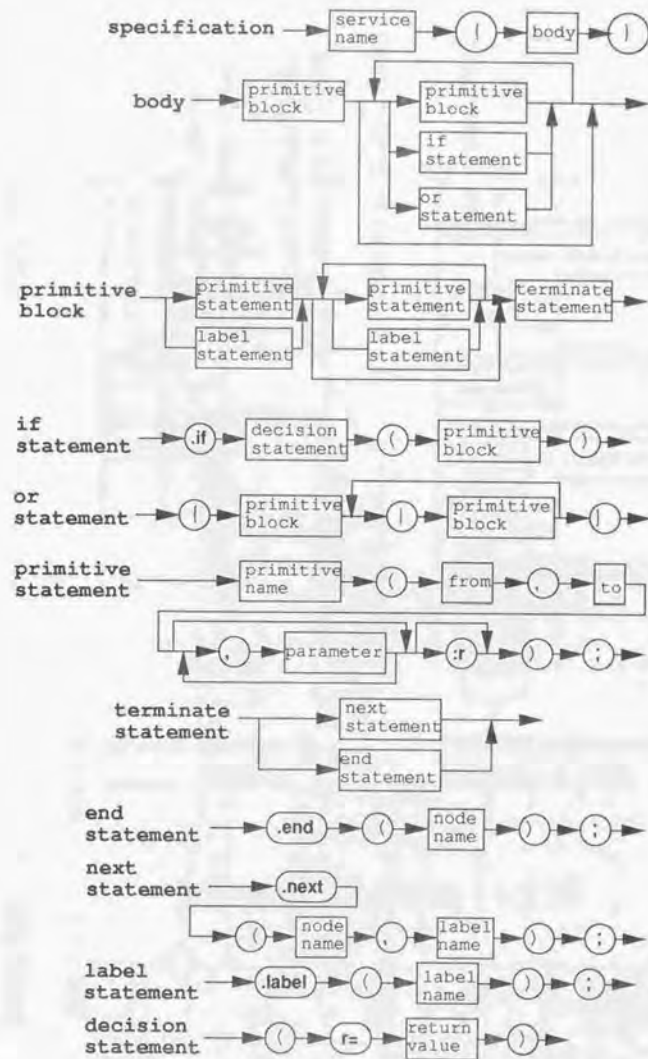 specification service name ( body )
body primitive block primitive block
if statement
or statement
primitive block primitive statement primitive statement terminate statement
label statement label statement
if statement .if decision statement ( primitive block )
or statement ( primitive block | primitive block )
primitive statement primitive name ( from , to
, parameter :r ) ;
terminate statement next statement
end statement
end statement .end ( node name ) ;
next statement .next
( node name , label name ) ;
label statement .label ( label name ) ;
decision statement ( r= return value )